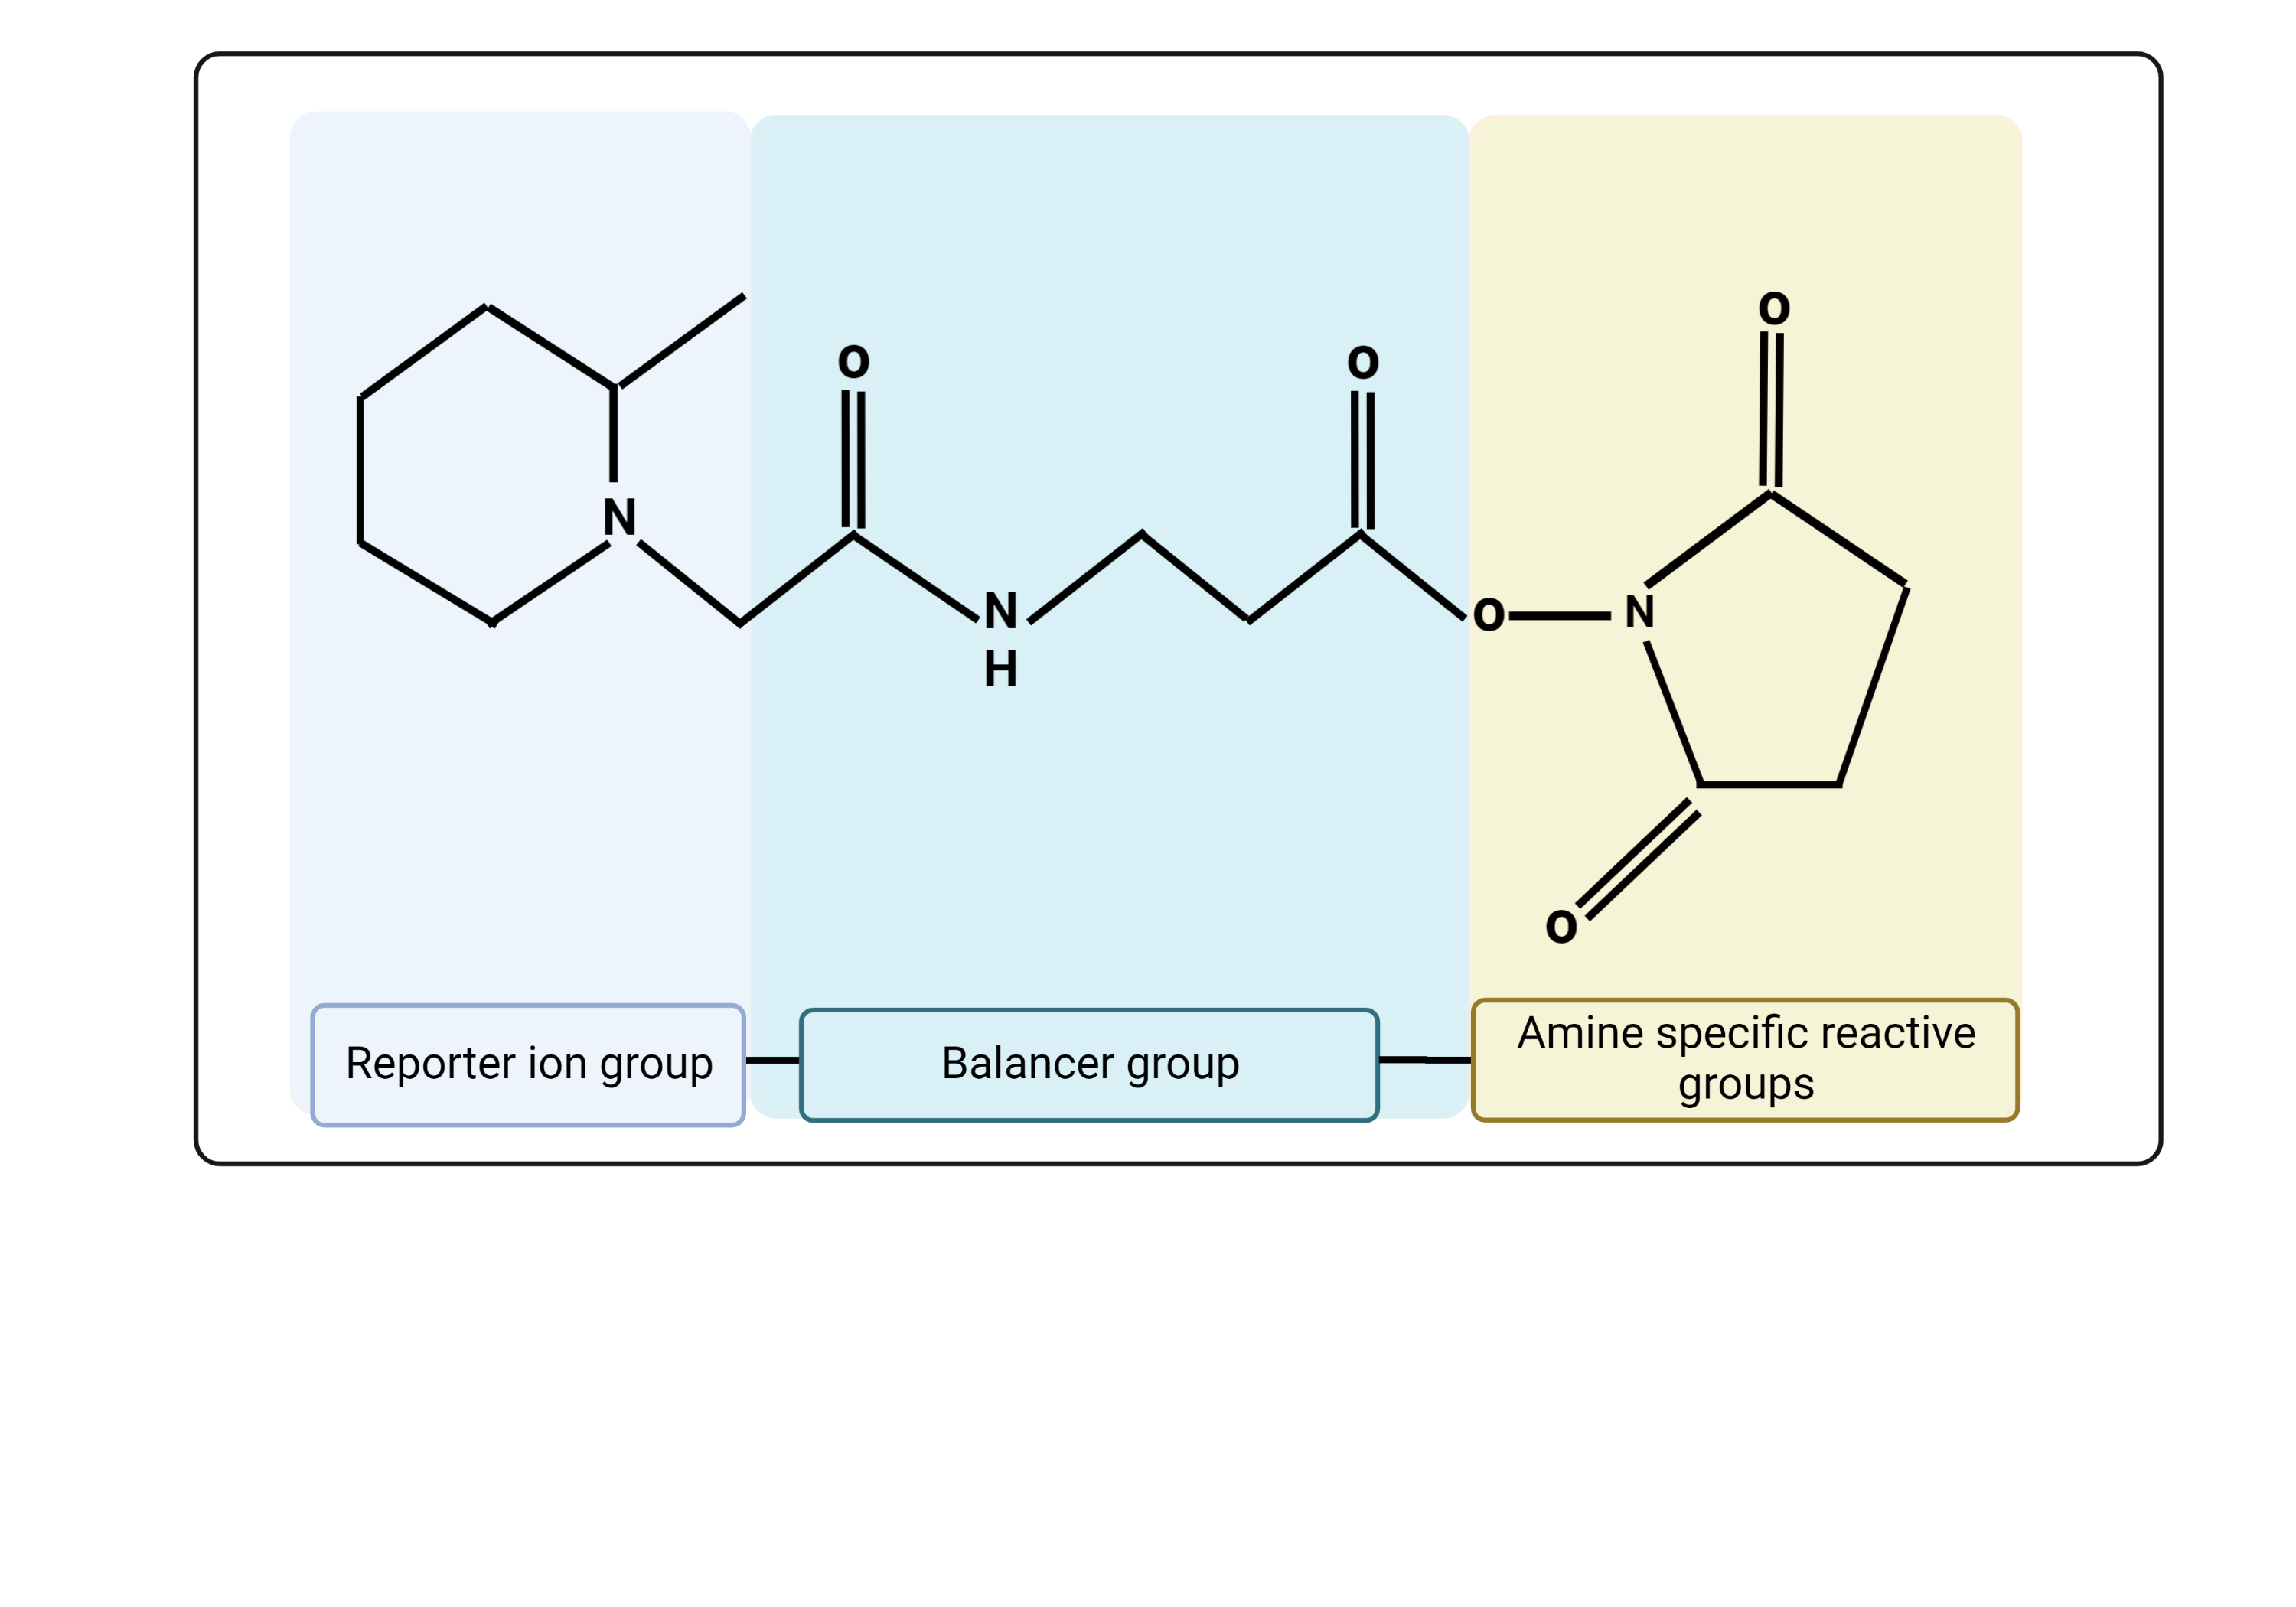 O
O
O
N
N
H
O
N
O
Reporter ion group
Balancer group
Amine specific reactive
groups